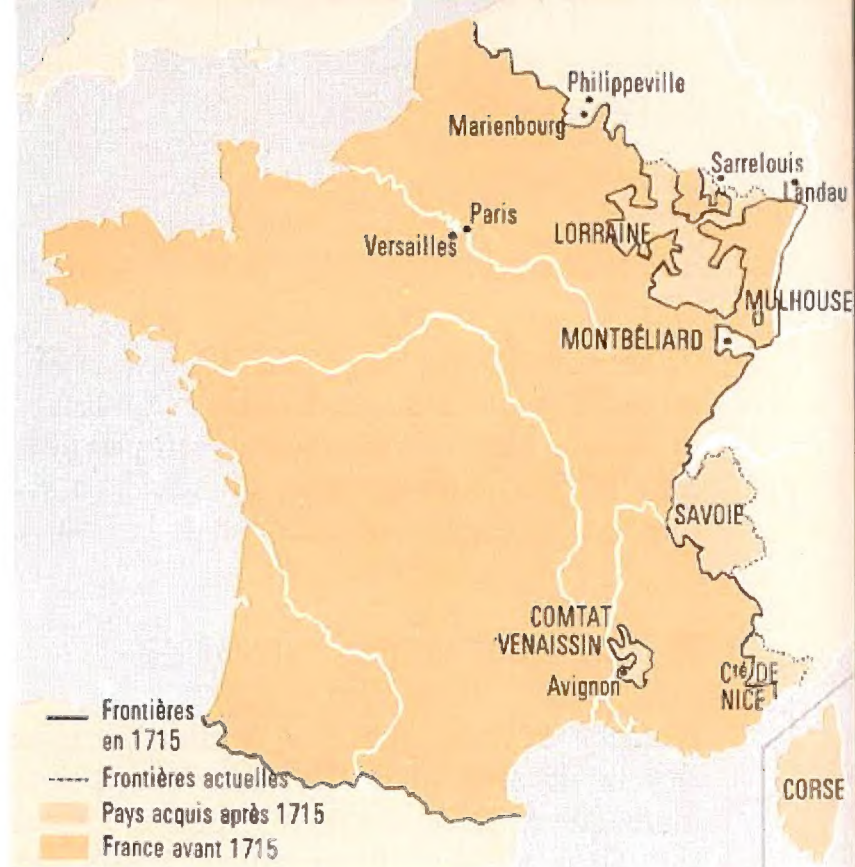 Philippeville
Marienbourg
Sarrelouis
Landau
Paris
Versailles
LORRAINE
MULHOUSE
MONTBÉLIARD
SAVOIE
COMTAT
VENAISSIN
Avignon
Cté DE
NICE
CORSE
Frontières
en 1715
Frontières actuelles
Pays acquis après 1715
France avant 1715